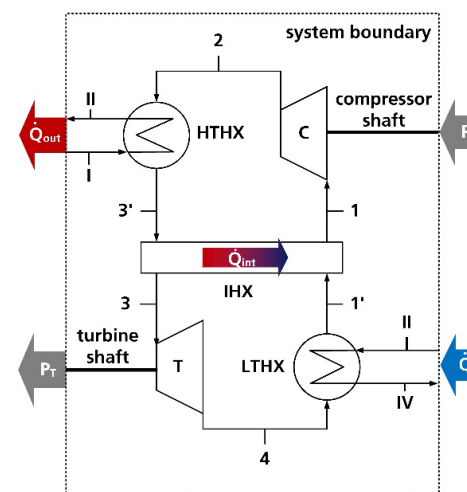 system boundary
2
compressor
shaft
II
HTHX
C
Q̇out
I
P
3'
1
Q̇int
IHX
3
1'
turbine
shaft
II
PT
T
LTHX
Q̇
IV
4